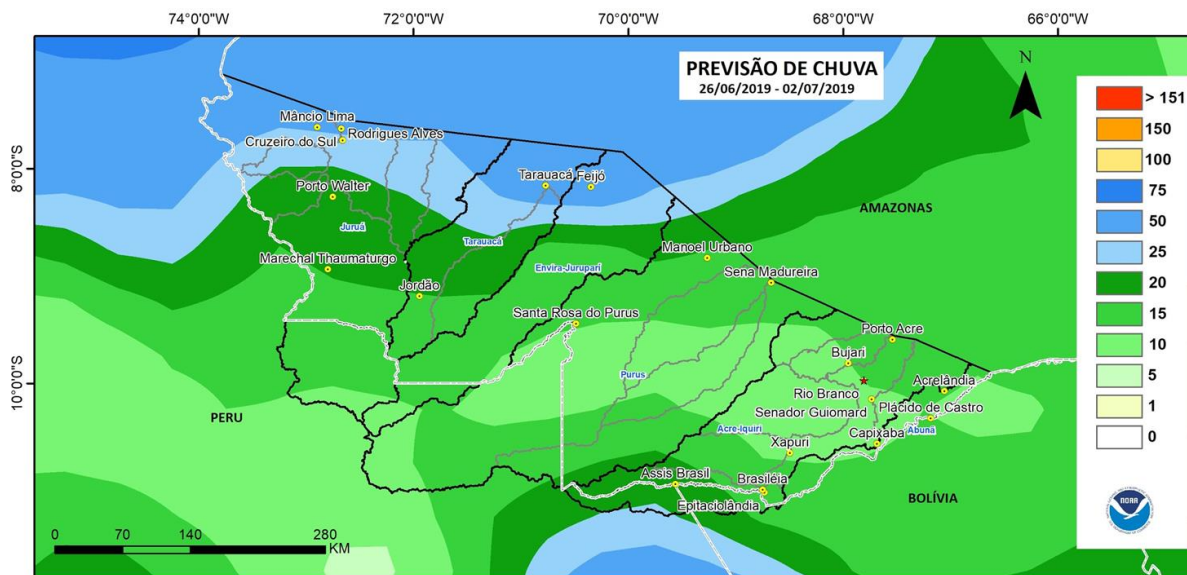 74°0'0"W
72°0'0"W
70°0'0"W
68°0'0"W
66°0'0"W
PREVISÃO DE CHUVA
26/06/2019 - 02/07/2019
N
> 151
150
100
75
50
25
20
15
10
5
1
0
8°0'0"S
10°0'0"S
Mâncio Lima
Rodrigues Alves
Cruzeiro do Sul
Porto Walter
Juruá
Marechal Thaumaturgo
Jordão
Tarauacá
Feijó
Tarauacá
Envira-Jurupari
AMAZONAS
Manoel Urbano
Sena Madureira
Santa Rosa do Purus
Purus
Porto Acre
Bujari
Rio Branco
Acrelândia
Senador Guiomard
Plácido de Castro
Abunã
Acre-Iquiri
Capixaba
Xapuri
Assis Brasil
Brasiléia
Epitaciolândia
PERU
BOLÍVIA
0
70
140
280
KM
NOAA